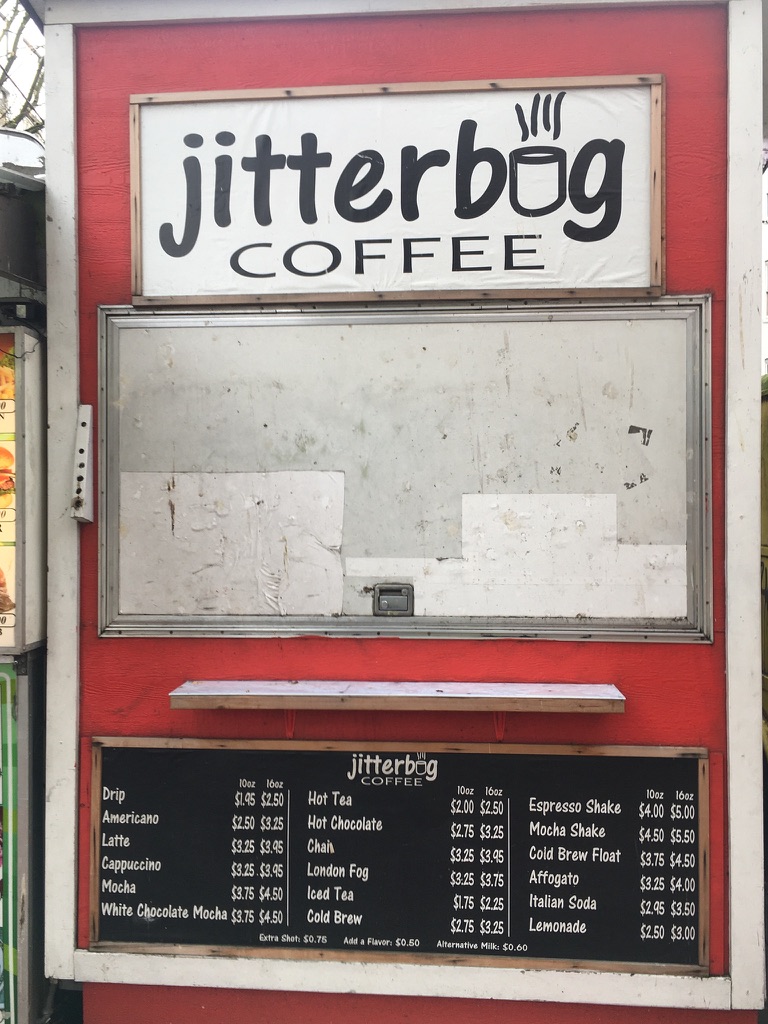 jitterbug
COFFEE
jitterbug
COFFEE
10oz 16oz
Drip $1.95 $2.50
Americano $2.50 $3.25
Latte $3.25 $3.95
Cappuccino $3.25 $3.95
Mocha $3.75 $4.50
White Chocolate Mocha $3.75 $4.50
10oz 16oz
Hot Tea $2.00 $2.50
Hot Chocolate $2.75 $3.25
Chai $3.25 $3.95
London Fog $3.25 $3.75
Iced Tea $1.75 $2.25
Cold Brew $2.75 $3.25
10oz 16oz
Espresso Shake $4.00 $5.00
Mocha Shake $4.50 $5.50
Cold Brew Float $3.75 $4.50
Affogato $3.25 $4.00
Italian Soda $2.95 $3.50
Lemonade $2.50 $3.00
Extra Shot: $0.75 Add a Flavor: $0.50 Alternative Milk: $0.60